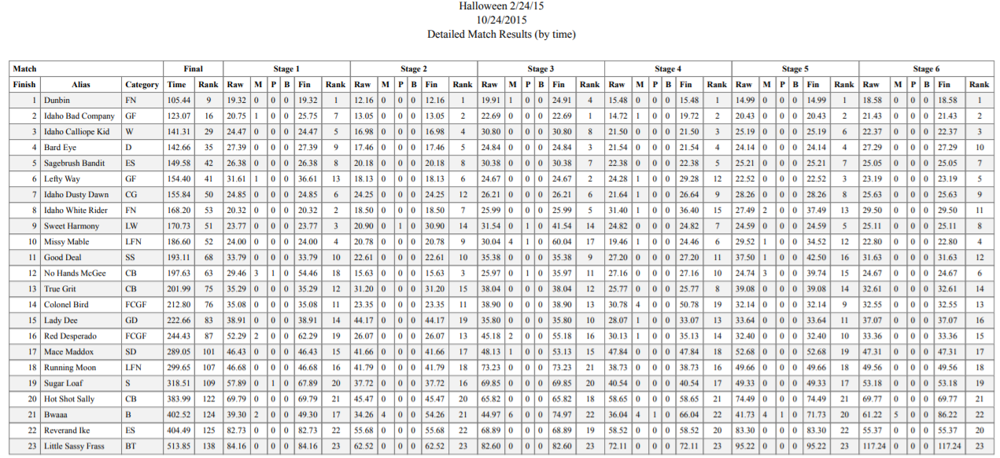 Halloween 2/24/15
10/24/2015
Detailed Match Results (by time)
Match Final Stage 1 Stage 2 Stage 3 Stage 4 Stage 5 Stage 6
Finish Alias Category Time Rank Raw M P B Fin Rank Raw M P B Fin Rank Raw M P B Fin Rank Raw M P B Fin Rank Raw M P B Fin Rank Raw M P B Fin Rank
1 Dunbin FN 105.44 9 19.32 0 0 0 19.32 1 12.16 0 0 0 12.16 1 19.91 1 0 0 24.91 4 15.48 0 0 0 15.48 1 14.99 0 0 0 14.99 1 18.58 0 0 0 18.58 1
2 Idaho Bad Company GF 123.07 16 20.75 1 0 0 25.75 7 13.05 0 0 0 13.05 2 22.69 0 0 0 22.69 1 14.72 1 0 0 19.72 2 20.43 0 0 0 20.43 2 21.43 0 0 0 21.43 2
3 Idaho Calliope Kid W 141.31 29 24.47 0 0 0 24.47 5 16.98 0 0 0 16.98 4 30.80 0 0 0 30.80 8 21.50 0 0 0 21.50 3 25.19 0 0 0 25.19 6 22.37 0 0 0 22.37 3
4 Bard Eye D 142.66 35 27.39 0 0 0 27.39 9 17.46 0 0 0 17.46 5 24.84 0 0 0 24.84 3 21.54 0 0 0 21.54 4 24.14 0 0 0 24.14 4 27.29 0 0 0 27.29 10
5 Sagebrush Bandit ES 149.58 42 26.38 0 0 0 26.38 8 20.18 0 0 0 20.18 8 30.38 0 0 0 30.38 7 22.38 0 0 0 22.38 5 25.21 0 0 0 25.21 7 25.05 0 0 0 25.05 7
6 Lefty Way GF 154.40 41 31.61 1 0 0 36.61 13 18.13 0 0 0 18.13 6 24.67 0 0 0 24.67 2 24.28 1 0 0 29.28 12 22.52 0 0 0 22.52 3 23.19 0 0 0 23.19 5
7 Idaho Dusty Dawn CG 155.84 50 24.85 0 0 0 24.85 6 24.25 0 0 0 24.25 12 26.21 0 0 0 26.21 6 21.64 1 0 0 26.64 9 28.26 0 0 0 28.26 8 25.63 0 0 0 25.63 9
8 Idaho White Rider FN 168.20 53 20.32 0 0 0 20.32 2 18.50 0 0 0 18.50 7 25.99 0 0 0 25.99 5 31.40 1 0 0 36.40 15 27.49 2 0 0 37.49 13 29.50 0 0 0 29.50 11
9 Sweet Harmony LW 170.73 51 23.77 0 0 0 23.77 3 20.90 0 1 0 30.90 14 31.54 0 1 0 41.54 14 24.82 0 0 0 24.82 7 24.59 0 0 0 24.59 5 25.11 0 0 0 25.11 8
10 Missy Mable LFN 186.60 52 24.00 0 0 0 24.00 4 20.78 0 0 0 20.78 9 30.04 4 1 0 60.04 17 19.46 1 0 0 24.46 6 29.52 1 0 0 34.52 12 22.80 0 0 0 22.80 4
11 Good Deal SS 193.11 68 33.79 0 0 0 33.79 10 22.61 0 0 0 22.61 10 35.38 0 0 0 35.38 9 27.20 0 0 0 27.20 11 37.50 1 0 0 42.50 16 31.63 0 0 0 31.63 12
12 No Hands McGee CB 197.63 63 29.46 3 1 0 54.46 18 15.63 0 0 0 15.63 3 25.97 0 1 0 35.97 11 27.16 0 0 0 27.16 10 24.74 3 0 0 39.74 15 24.67 0 0 0 24.67 6
13 True Grit CB 201.99 75 35.29 0 0 0 35.29 12 31.20 0 0 0 31.20 15 38.04 0 0 0 38.04 12 25.77 0 0 0 25.77 8 39.08 0 0 0 39.08 14 32.61 0 0 0 32.61 14
14 Colonel Bird FCGF 212.80 76 35.08 0 0 0 35.08 11 23.35 0 0 0 23.35 11 38.90 0 0 0 38.90 13 30.78 4 0 0 50.78 19 32.14 0 0 0 32.14 9 32.55 0 0 0 32.55 13
15 Lady Dee GD 222.66 83 38.91 0 0 0 38.91 14 44.17 0 0 0 44.17 19 35.80 0 0 0 35.80 10 28.07 1 0 0 33.07 13 33.64 0 0 0 33.64 11 37.07 0 0 0 37.07 16
16 Red Desperado FCGF 244.43 87 52.29 2 0 0 62.29 19 26.07 0 0 0 26.07 13 45.18 2 0 0 55.18 16 30.13 1 0 0 35.13 14 32.40 0 0 0 32.40 10 33.36 0 0 0 33.36 15
17 Mace Maddox SD 289.05 101 46.43 0 0 0 46.43 15 41.66 0 0 0 41.66 17 48.13 1 0 0 53.13 15 47.84 0 0 0 47.84 18 52.68 0 0 0 52.68 19 47.31 0 0 0 47.31 17
18 Running Moon LFN 299.65 107 46.68 0 0 0 46.68 16 41.79 0 0 0 41.79 18 73.23 0 0 0 73.23 21 38.73 0 0 0 38.73 16 49.66 0 0 0 49.66 18 49.56 0 0 0 49.56 18
19 Sugar Loaf S 318.51 109 57.89 0 1 0 67.89 20 37.72 0 0 0 37.72 16 69.85 0 0 0 69.85 20 40.54 0 0 0 40.54 17 49.33 0 0 0 49.33 17 53.18 0 0 0 53.18 19
20 Hot Shot Sally CB 383.99 122 69.79 0 0 0 69.79 21 45.47 0 0 0 45.47 20 65.82 0 0 0 65.82 18 58.65 0 0 0 58.65 21 74.49 0 0 0 74.49 21 69.77 0 0 0 69.77 21
21 Bwaaa B 402.52 124 39.30 2 0 0 49.30 17 34.26 4 0 0 54.26 21 44.97 6 0 0 74.97 22 36.04 4 1 0 66.04 22 41.73 4 1 0 71.73 20 61.22 5 0 0 86.22 22
22 Reverand Ike ES 404.49 125 82.73 0 0 0 82.73 22 55.68 0 0 0 55.68 22 68.89 0 0 0 68.89 19 58.52 0 0 0 58.52 20 83.30 0 0 0 83.30 22 55.37 0 0 0 55.37 20
23 Little Sassy Frass BT 513.85 138 84.16 0 0 0 84.16 23 62.52 0 0 0 62.52 23 82.60 0 0 0 82.60 23 72.11 0 0 0 72.11 23 95.22 0 0 0 95.22 23 117.24 0 0 0 117.24 23